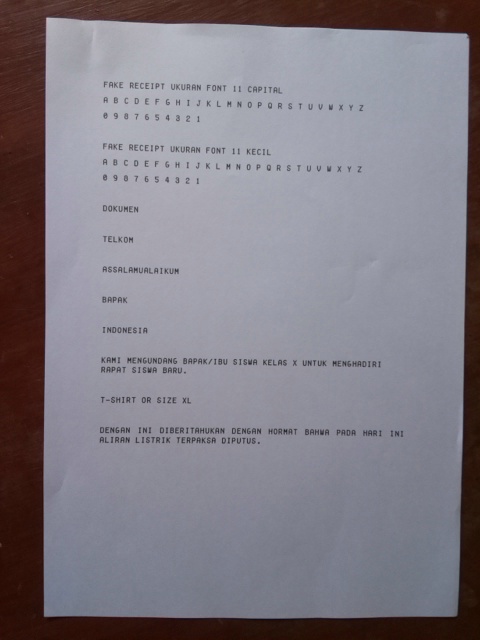 FAKE RECEIPT UKURAN FONT 11 CAPITAL
A B C D E F G H I J K L M N O P Q R S T U V W X Y Z
0 9 8 7 6 5 4 3 2 1
FAKE RECEIPT UKURAN FONT 11 KECIL
A B C D E F G H I J K L M N O P Q R S T U V W X Y Z
0 9 8 7 6 5 4 3 2 1
DOKUMEN
TELKOM
ASSALAMUALAIKUM
BAPAK
INDONESIA
KAMI MENGUNDANG BAPAK/IBU SISWA KELAS X UNTUK MENGHADIRI
RAPAT SISWA BARU.
T-SHIRT OR SIZE XL
DENGAN INI DIBERITAHUKAN DENGAN HORMAT BAHWA PADA HARI INI
ALIRAN LISTRIK TERPAKSA DIPUTUS.